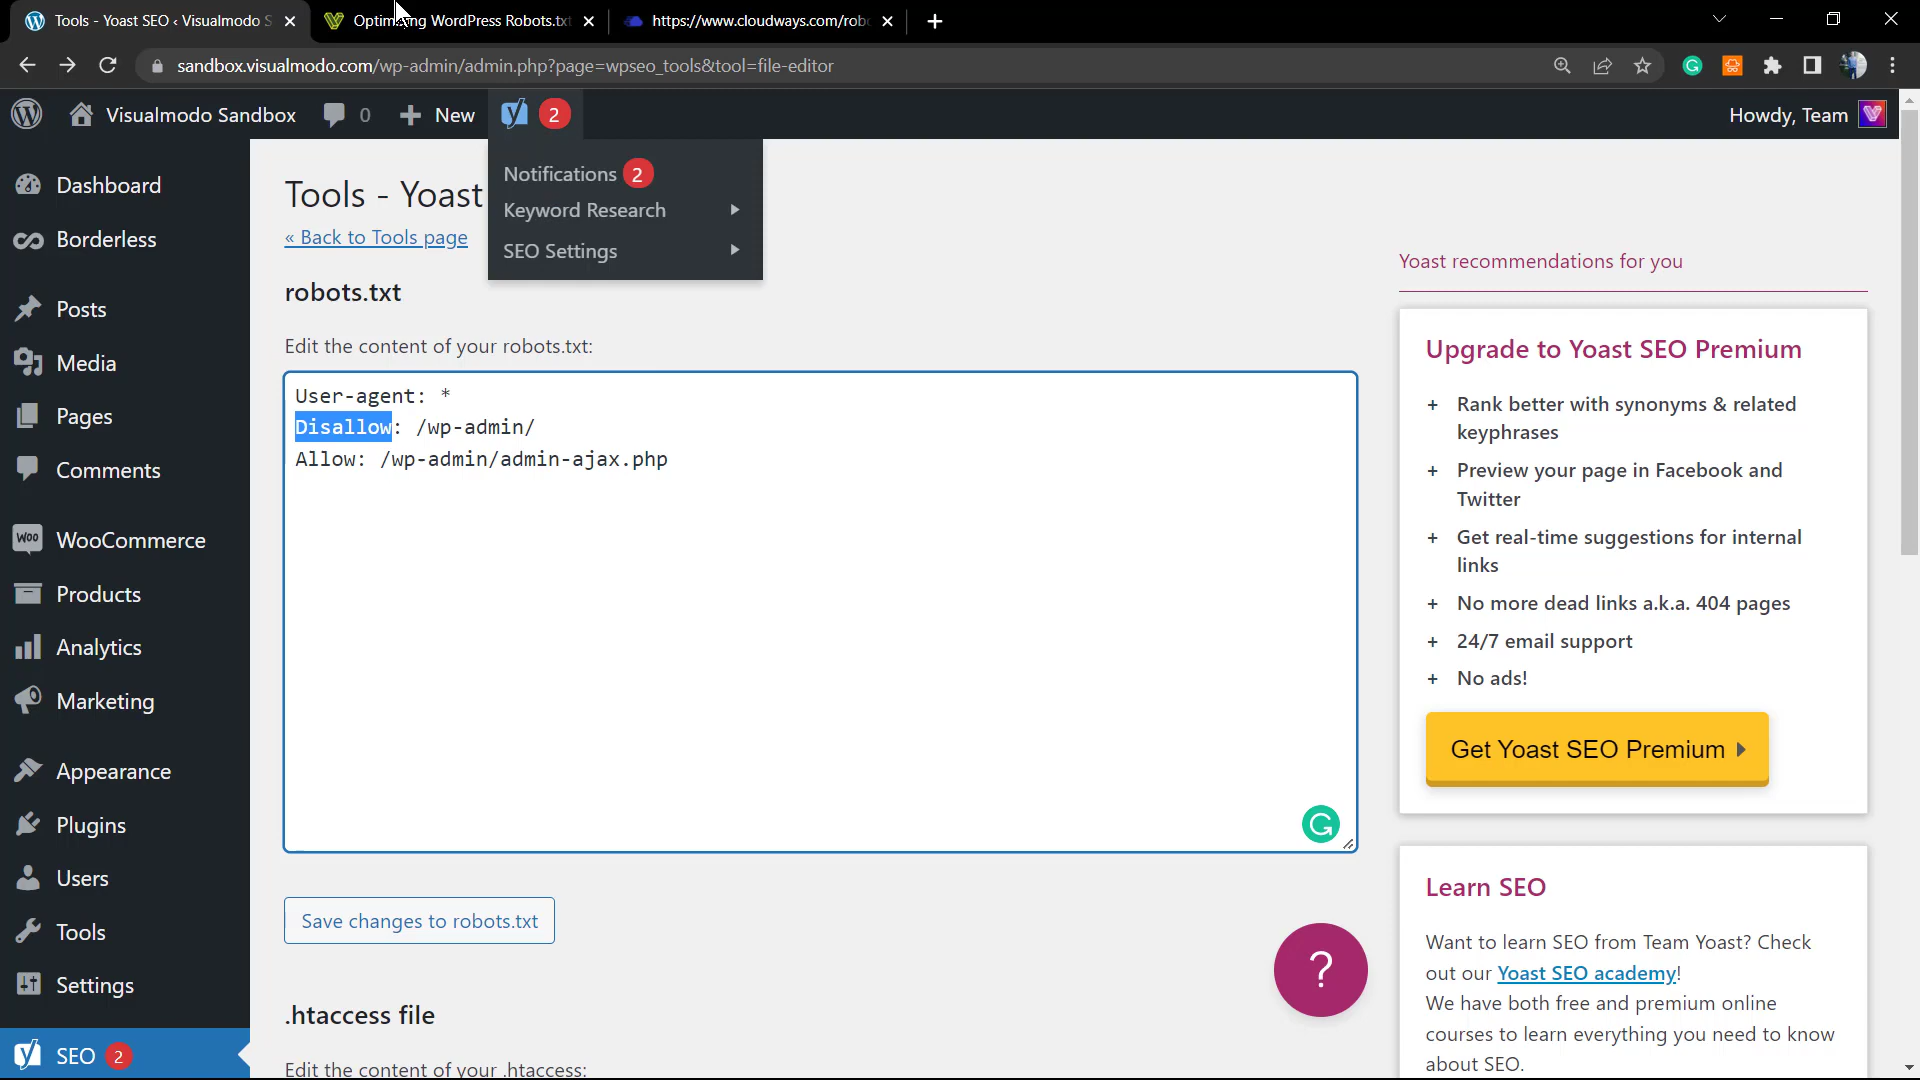 Tools - Yoast SEO ‹ Visualmodo S
Optimizing WordPress Robots.txt
https://www.cloudways.com/rob
sandbox.visualmodo.com/wp-admin/admin.php?page=wpseo_tools&tool=file-editor
Visualmodo Sandbox
0
New
2
Howdy, Team
Notifications 2
Keyword Research
SEO Settings
Dashboard
Borderless
Posts
Media
Pages
Comments
Woo WooCommerce
Products
Analytics
Marketing
Appearance
Plugins
Users
Tools
Settings
SEO 2
Tools - Yoast
« Back to Tools page
robots.txt
Edit the content of your robots.txt:
User-agent: *
Disallow: /wp-admin/
Allow: /wp-admin/admin-ajax.php
Save changes to robots.txt
.htaccess file
Edit the content of your .htaccess:
?
Yoast recommendations for you
Upgrade to Yoast SEO Premium
+ Rank better with synonyms & related
keyphrases
+ Preview your page in Facebook and
Twitter
+ Get real-time suggestions for internal
links
+ No more dead links a.k.a. 404 pages
+ 24/7 email support
+ No ads!
Get Yoast SEO Premium
Learn SEO
Want to learn SEO from Team Yoast? Check
out our Yoast SEO academy!
We have both free and premium online
courses to learn everything you need to know
about SEO.